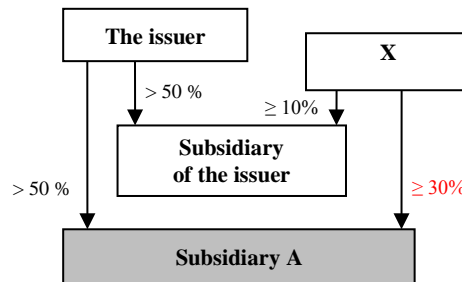 The issuer
X
> 50 %
≥ 10%
Subsidiary
of the issuer
> 50 %
≥ 30%
Subsidiary A